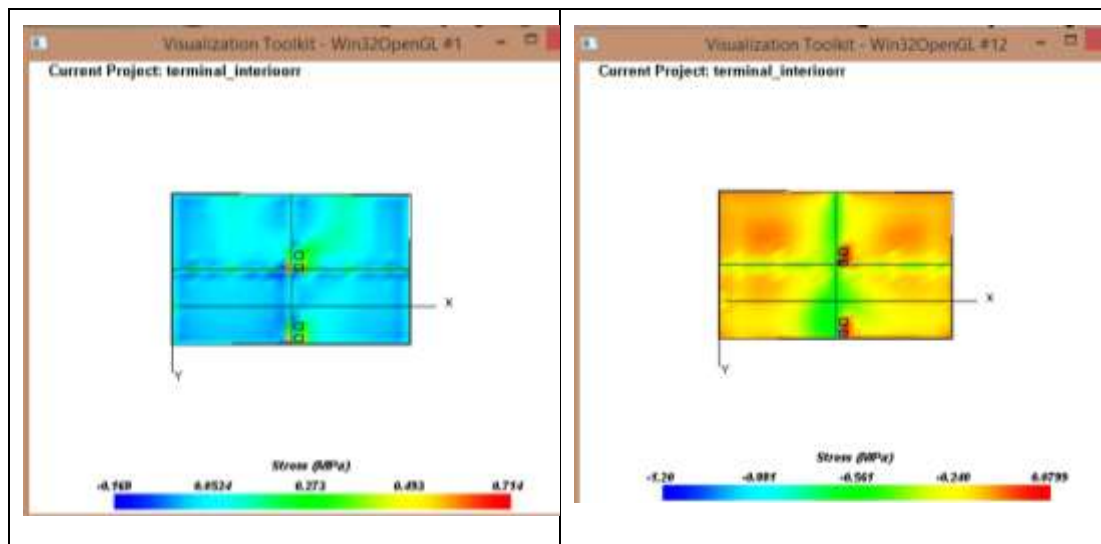 Visualization Toolkit - Win32OpenGL #1
Current Project: terminal_interioorr
X
Y
Stress (MPa)
-0.160 0.0524 0.273 0.493 0.714
Visualization Toolkit - Win32OpenGL #12
Current Project: terminal_interioorr
X
Y
Stress (MPa)
-1.20 -0.881 -0.561 -0.240 0.0799